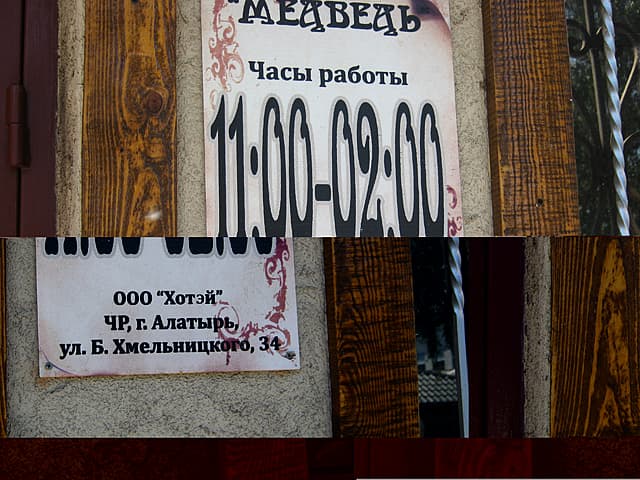 "МЕДВЕДЬ
Часы работы
11:00-02:00
ООО "Хотэй"
ЧР, г. Алатырь,
ул. Б. Хмельницкого, 34